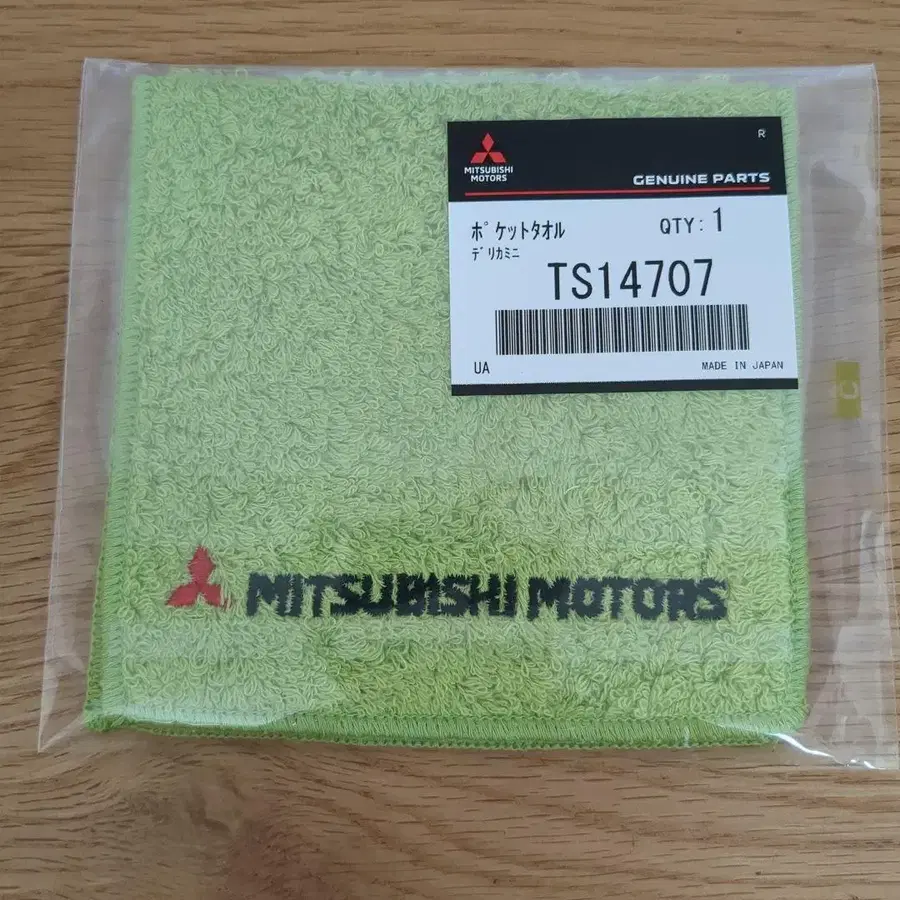 R
MITSUBISHI
MOTORS
GENUINE PARTS
ポケットタオル QTY: 1
デリカミニ
TS14707
UA MADE IN JAPAN
C
MITSUBISHI MOTORS